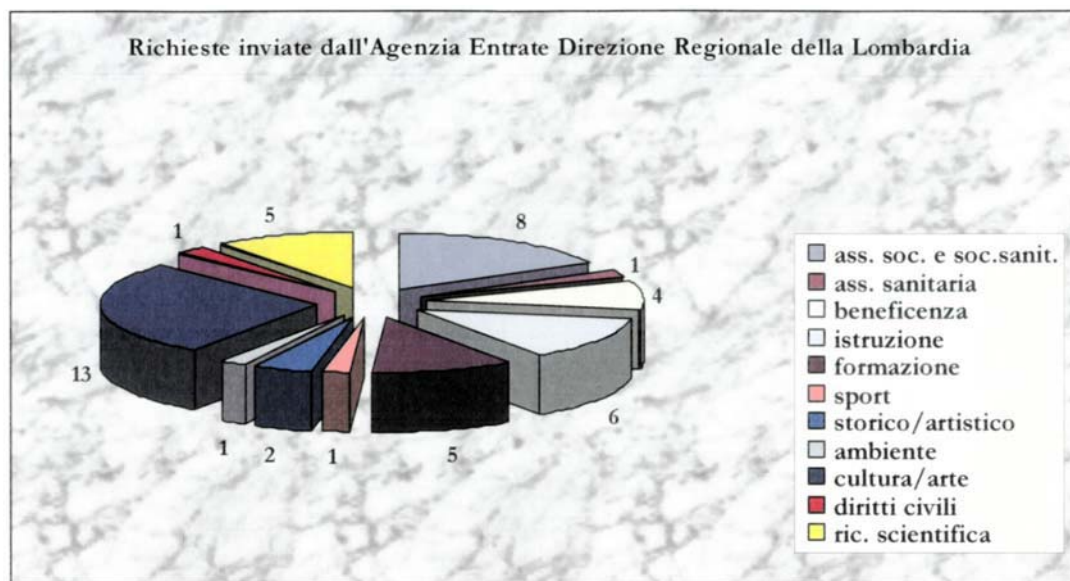 Richieste inviate dall'Agenzia Entrate Direzione Regionale della Lombardia
5
8
1
1
4
13
6
1
2
1
5
ass. soc. e soc.sanit.
ass. sanitaria
beneficenza
istruzione
formazione
sport
storico/artistico
ambiente
cultura/arte
diritti civili
ric. scientifica